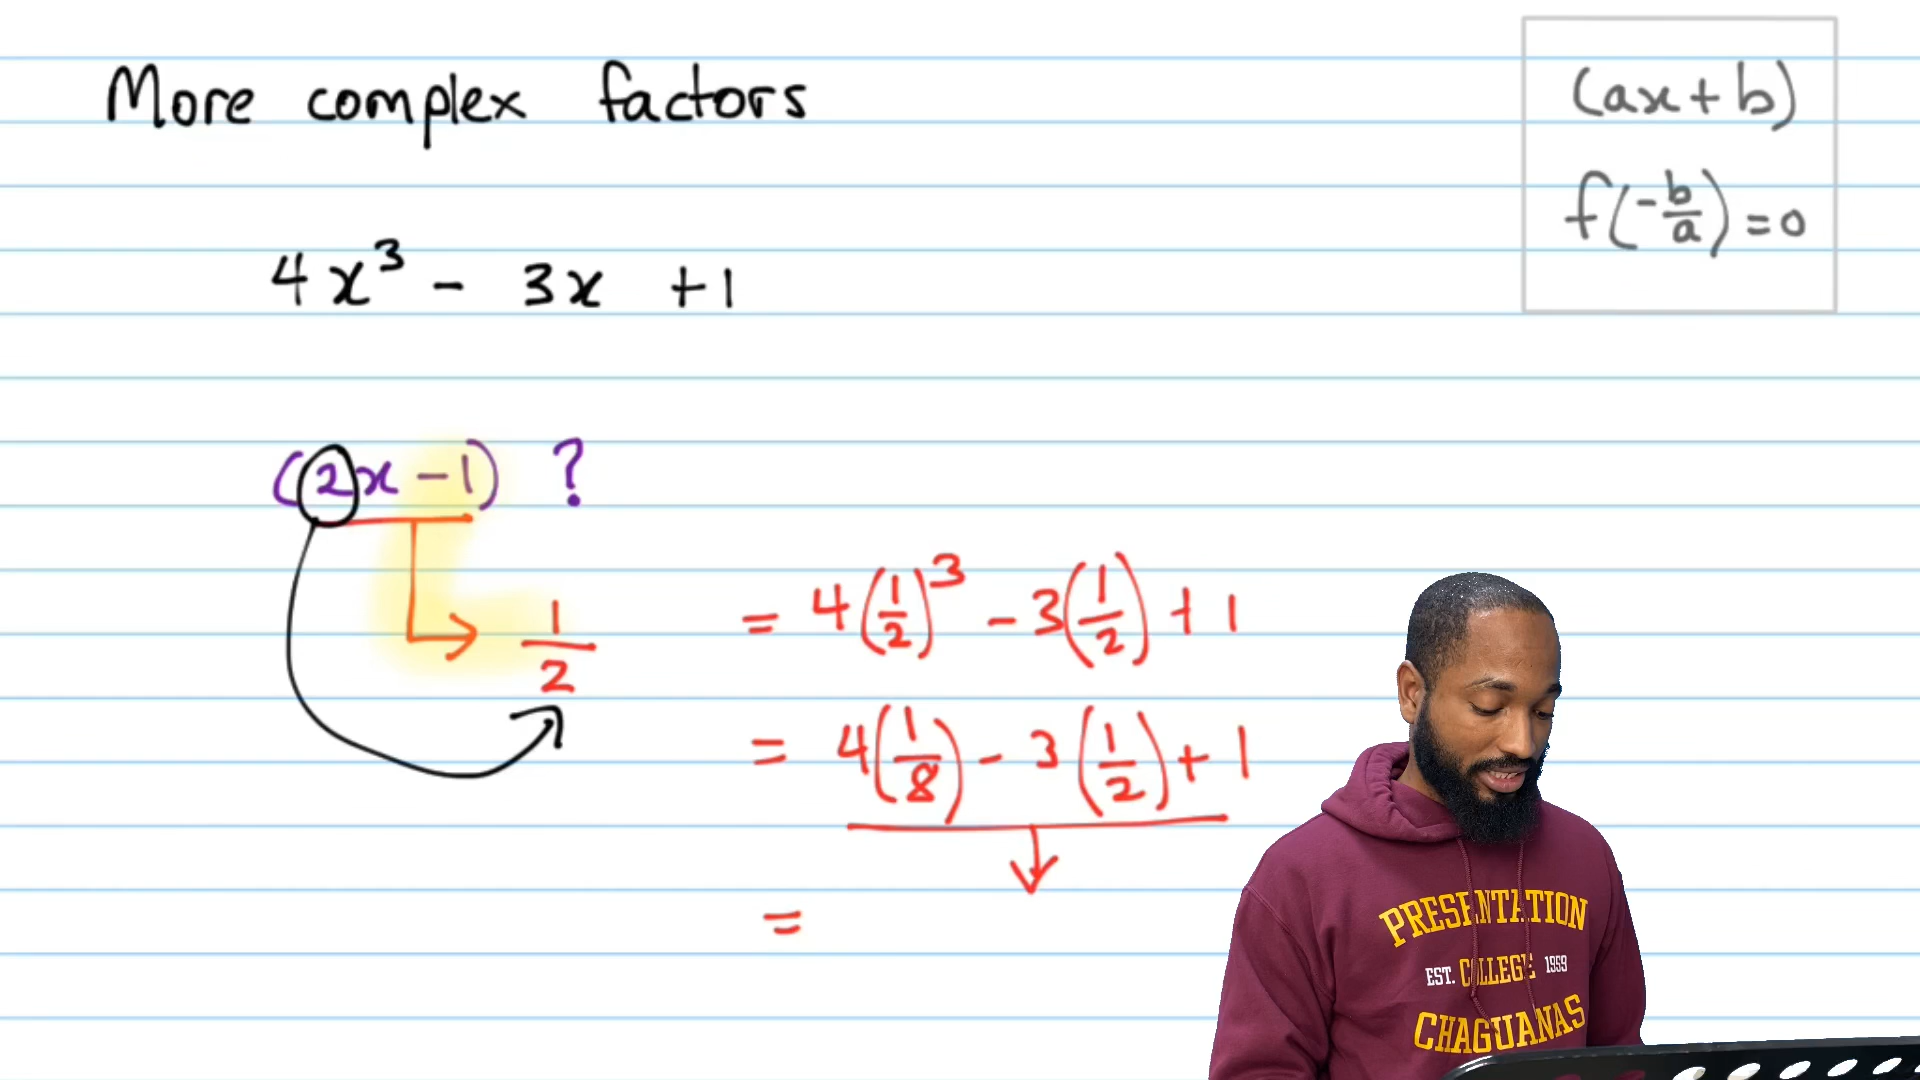 More complex factors
(ax + b)
f(-b/a) = 0
4x³ - 3x + 1
(2x - 1) ?
1/2
= 4(1/2)³ - 3(1/2) + 1
= 4(1/8) - 3(1/2) + 1
=
PRESENTATION
EST. COLLEGE 1959
CHAGUANAS